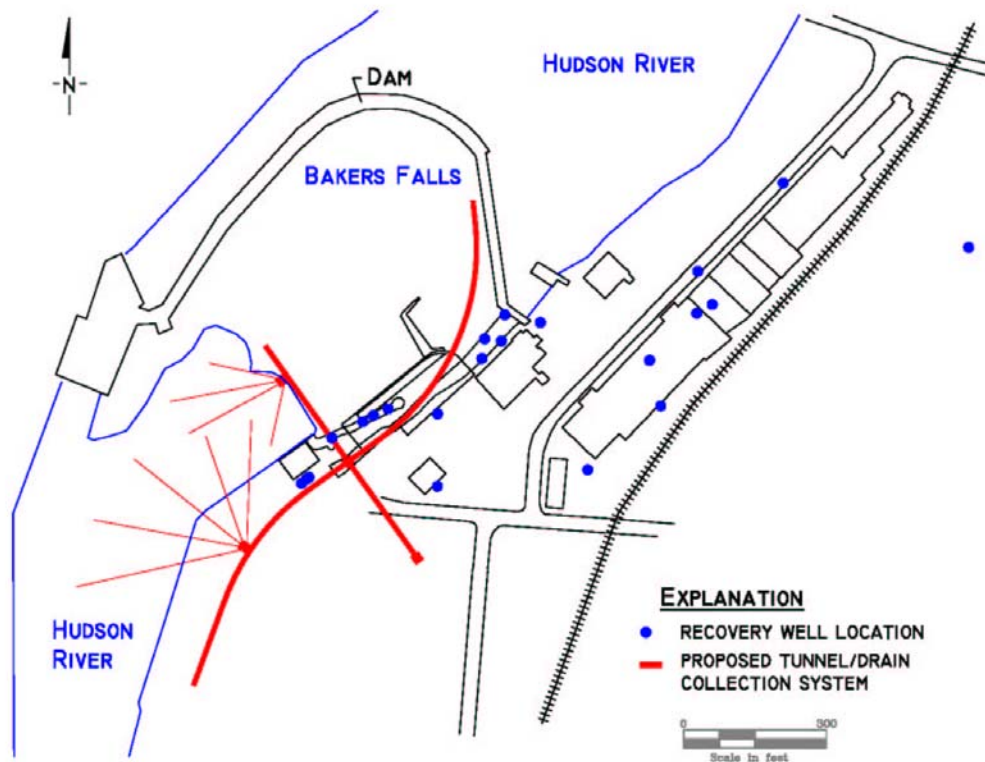 -N-
DAM
HUDSON RIVER
BAKERS FALLS
HUDSON
RIVER
EXPLANATION
RECOVERY WELL LOCATION
PROPOSED TUNNEL/DRAIN
COLLECTION SYSTEM
0 300
Scale in feet